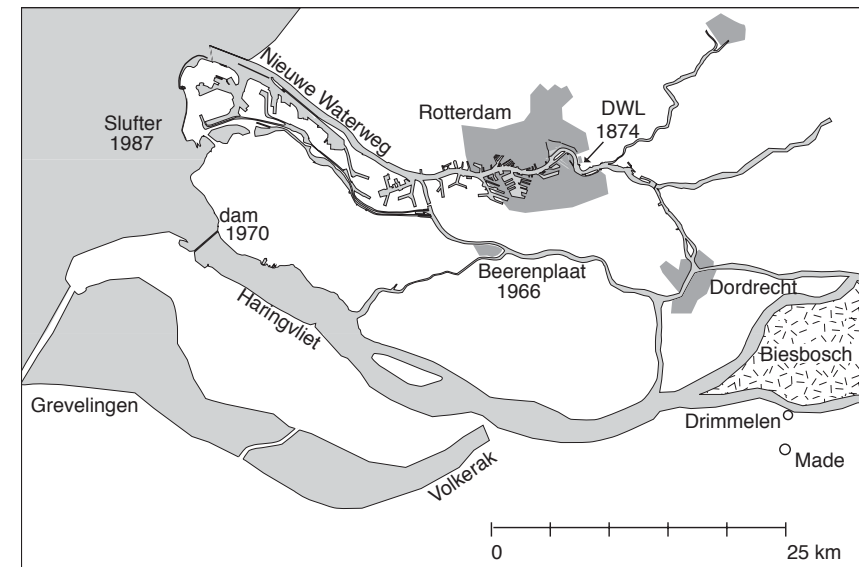 Nieuwe Waterweg
Rotterdam
DWL
1874
Slufter
1987
dam
1970
Haringvliet
Beerenplaat
1966
Dordrecht
Biesbosch
Grevelingen
Drimmelen
Made
Volkerak
0
25 km